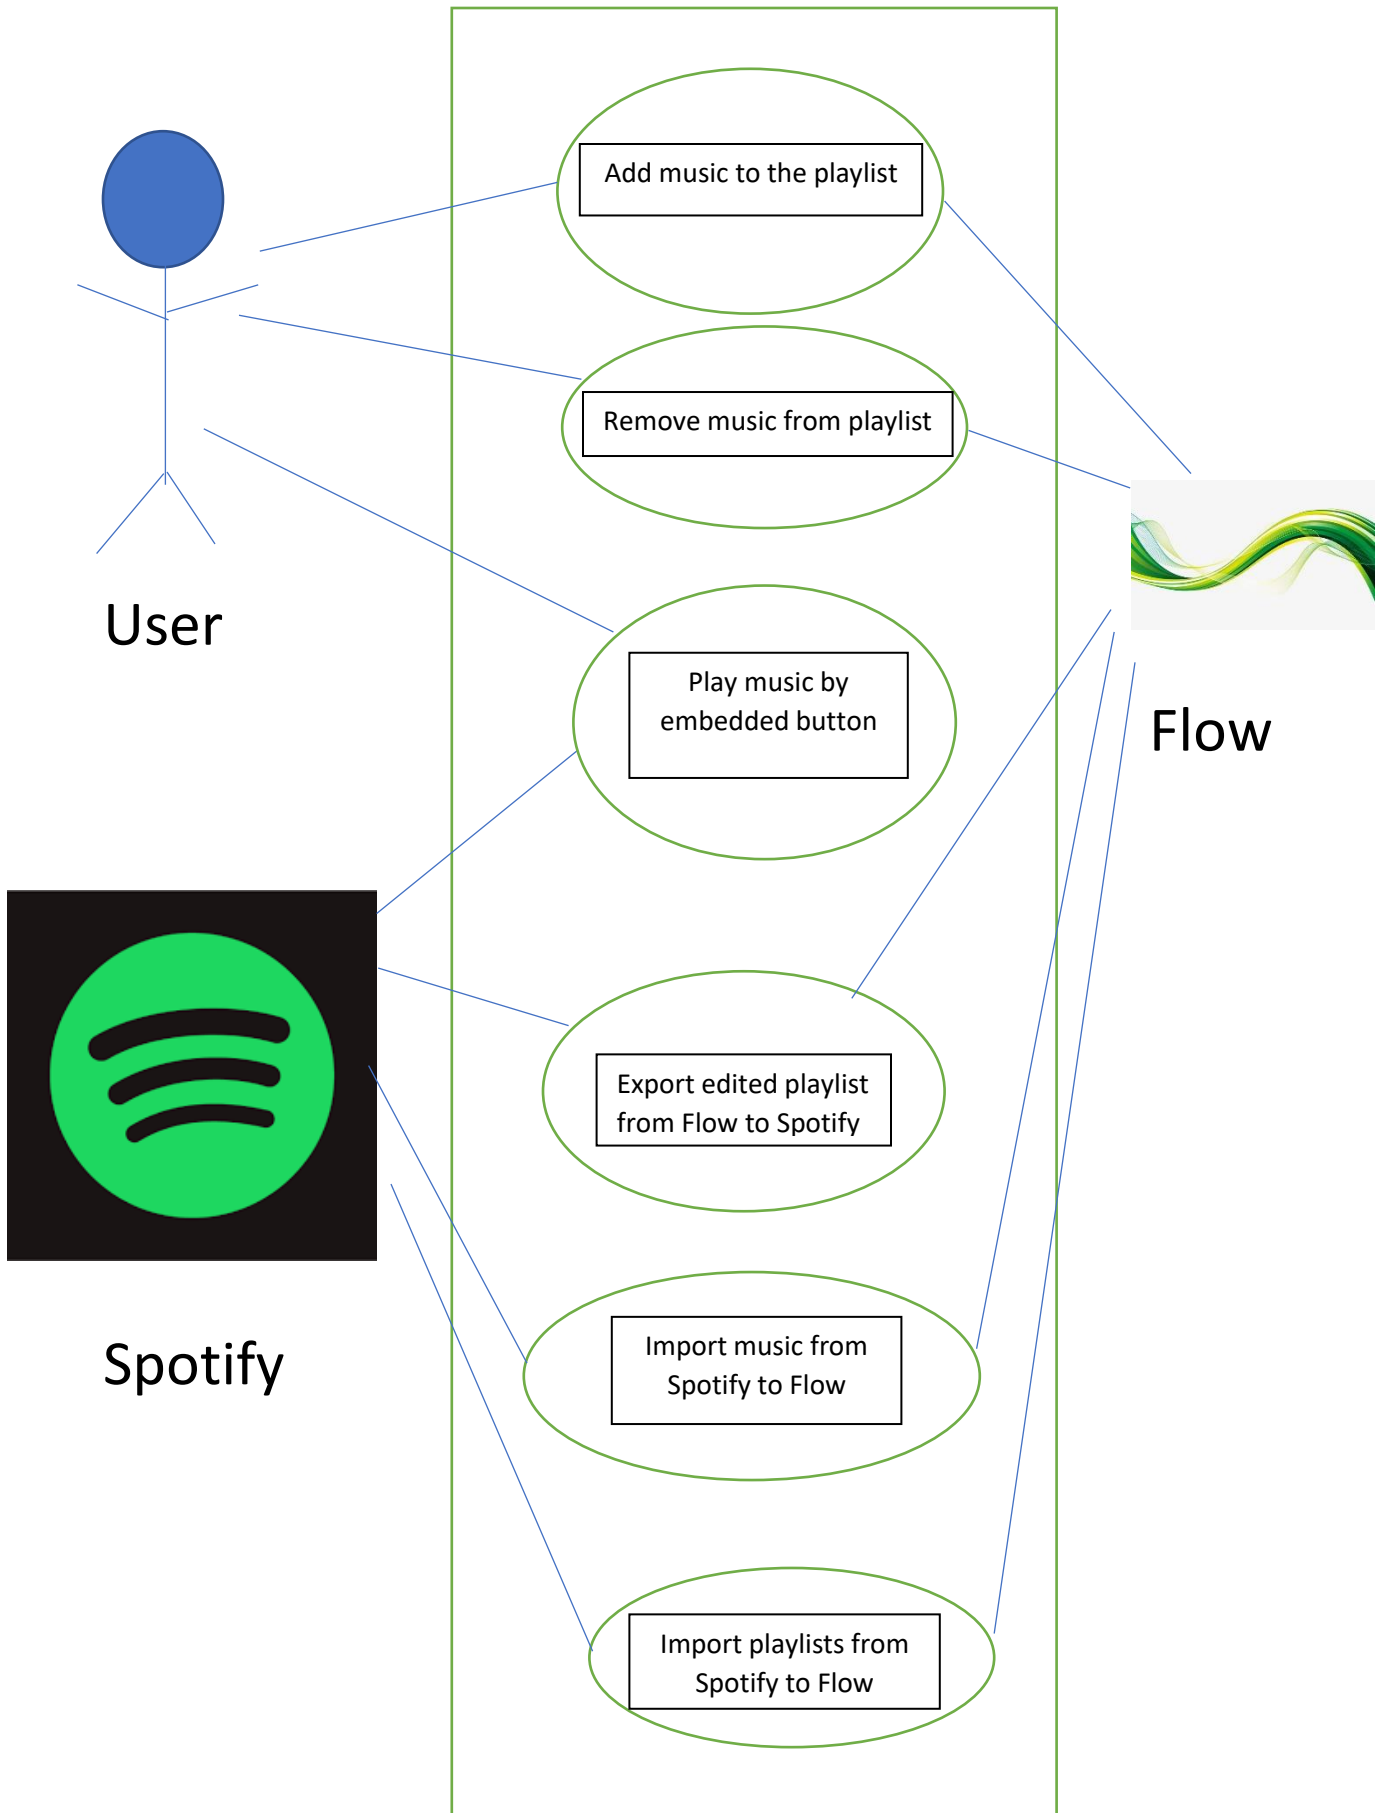 Add music to the playlist
Remove music from playlist
User
Play music by
embedded button
Flow
Export edited playlist
from Flow to Spotify
Spotify
Import music from
Spotify to Flow
Import playlists from
Spotify to Flow